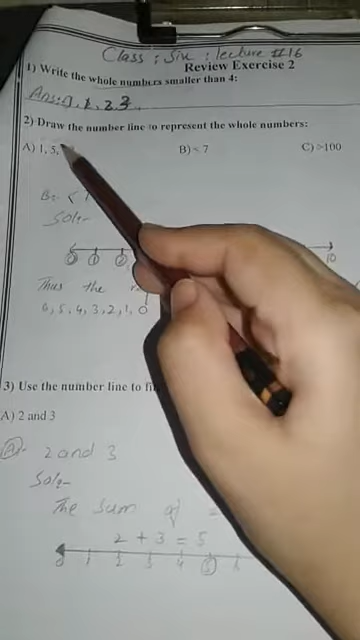 Class : Six : lecture #16
Review Exercise 2
1) Write the whole numbers smaller than 4:
Ans: 0, 1, 2, 3.
2) Draw the number line to represent the whole numbers:
A) 1, 5, B) < 7 C) >100
B:- <
Sol:-
0 1 2 10
Thus the
6, 5, 4, 3, 2, 1, 0
3) Use the number line to
A) 2 and 3
A:- 2 and 3
Sol:-
The sum of =
2 + 3 = 5
0 1 2 3 4 5 6